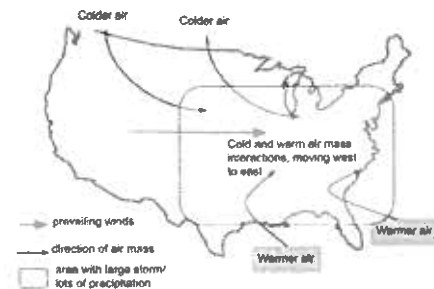 Colder air
Colder air
Cold and warm air mass
interactions, moving west
to east
prevailing winds
direction of air mass
area with large storm/
lots of precipitation
Warmer air
Warmer air